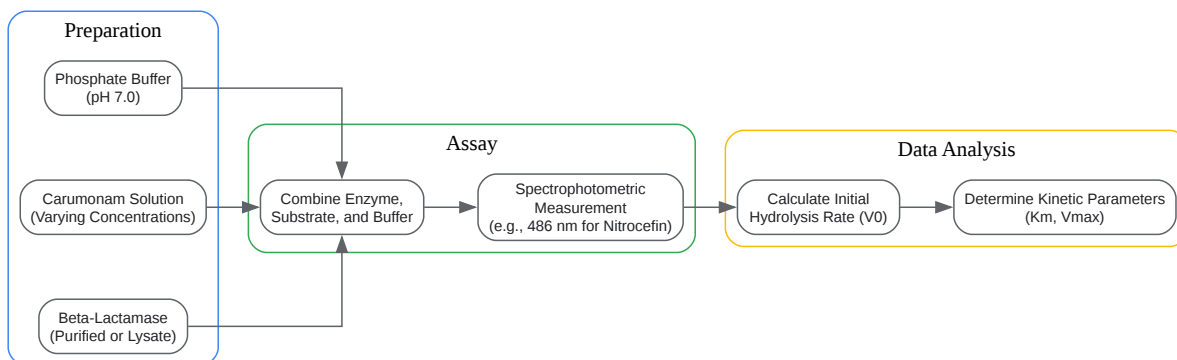 Preparation
Phosphate Buffer
(pH 7.0)
Carumonam Solution
(Varying Concentrations)
Beta-Lactamase
(Purified or Lysate)
Assay
Combine Enzyme,
Substrate, and Buffer
Spectrophotometric
Measurement
(e.g., 486 nm for Nitrocefin)
Data Analysis
Calculate Initial
Hydrolysis Rate (V0)
Determine Kinetic Parameters
(Km, Vmax)